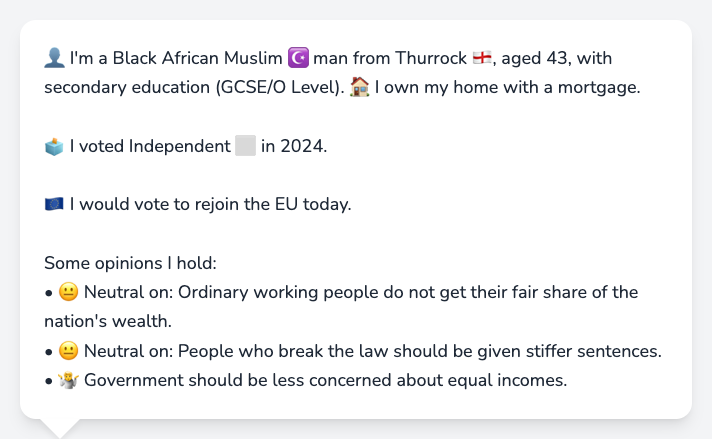 👤 I'm a Black African Muslim ☪️ man from Thurrock 🏴󠁧󠁢󠁥󠁮󠁧󠁿, aged 43, with
secondary education (GCSE/O Level). 🏠 I own my home with a mortgage.
🗳️ I voted Independent ⬜ in 2024.
🇪🇺 I would vote to rejoin the EU today.
Some opinions I hold:
• 😐 Neutral on: Ordinary working people do not get their fair share of the
nation's wealth.
• 😐 Neutral on: People who break the law should be given stiffer sentences.
• 🤷 Government should be less concerned about equal incomes.